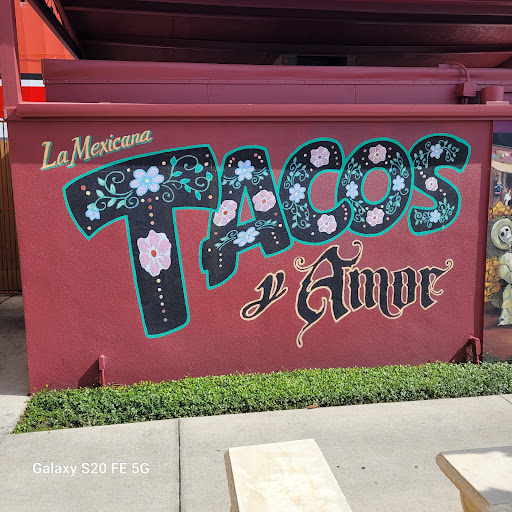 La Mexicana
TACOS
y Amor
Galaxy S20 FE 5G